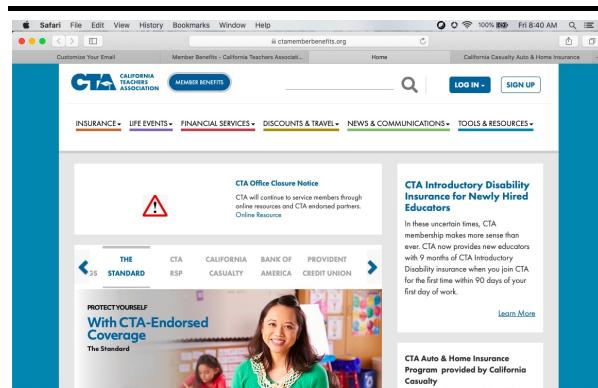 Safari File Edit View History Bookmarks Window Help 100% Fri 8:40 AM
ctamemberbenefits.org
Customize Your Email Member Benefits - California Teachers Associati... Home California Casualty Auto & Home Insurance
CTA CALIFORNIA TEACHERS ASSOCIATION MEMBER BENEFITS LOG IN SIGN UP
INSURANCE LIFE EVENTS FINANCIAL SERVICES DISCOUNTS & TRAVEL NEWS & COMMUNICATIONS TOOLS & RESOURCES
CTA Office Closure Notice
CTA will continue to service members through
online resources and CTA endorsed partners.
Online Resource
GS THE STANDARD CTA RSP CALIFORNIA CASUALTY BANK OF AMERICA PROVIDENT CREDIT UNION
PROTECT YOURSELF
With CTA-Endorsed
Coverage
The Standard
CTA Introductory Disability
Insurance for Newly Hired
Educators
In these uncertain times, CTA
membership makes more sense than
ever. CTA now provides new educators
with 9 months of CTA Introductory
Disability insurance when you join CTA
for the first time within 90 days of your
first day of work.
Learn More
CTA Auto & Home Insurance
Program provided by California
Casualty